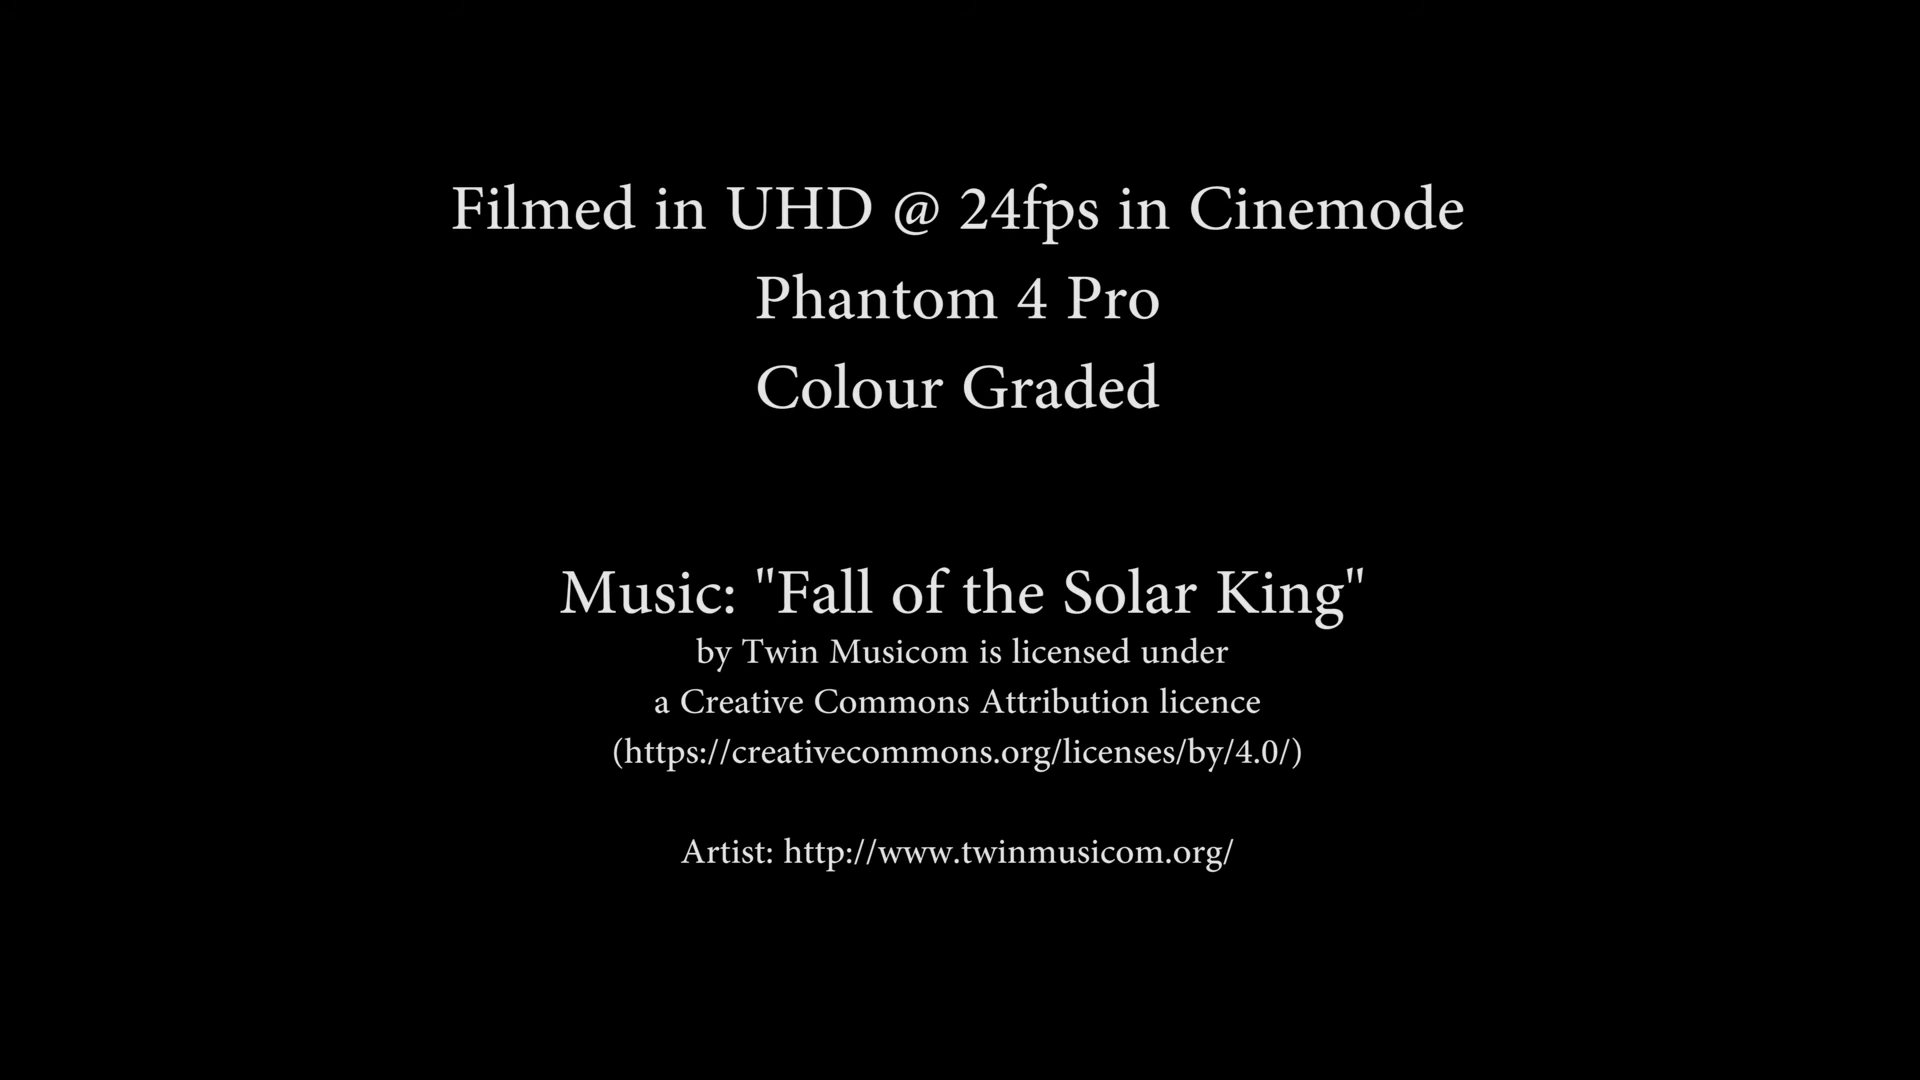 Filmed in UHD @ 24fps in Cinemode
Phantom 4 Pro
Colour Graded
Music: "Fall of the Solar King"
by Twin Musicom is licensed under
a Creative Commons Attribution licence
(https://creativecommons.org/licenses/by/4.0/)
Artist: http://www.twinmusicom.org/